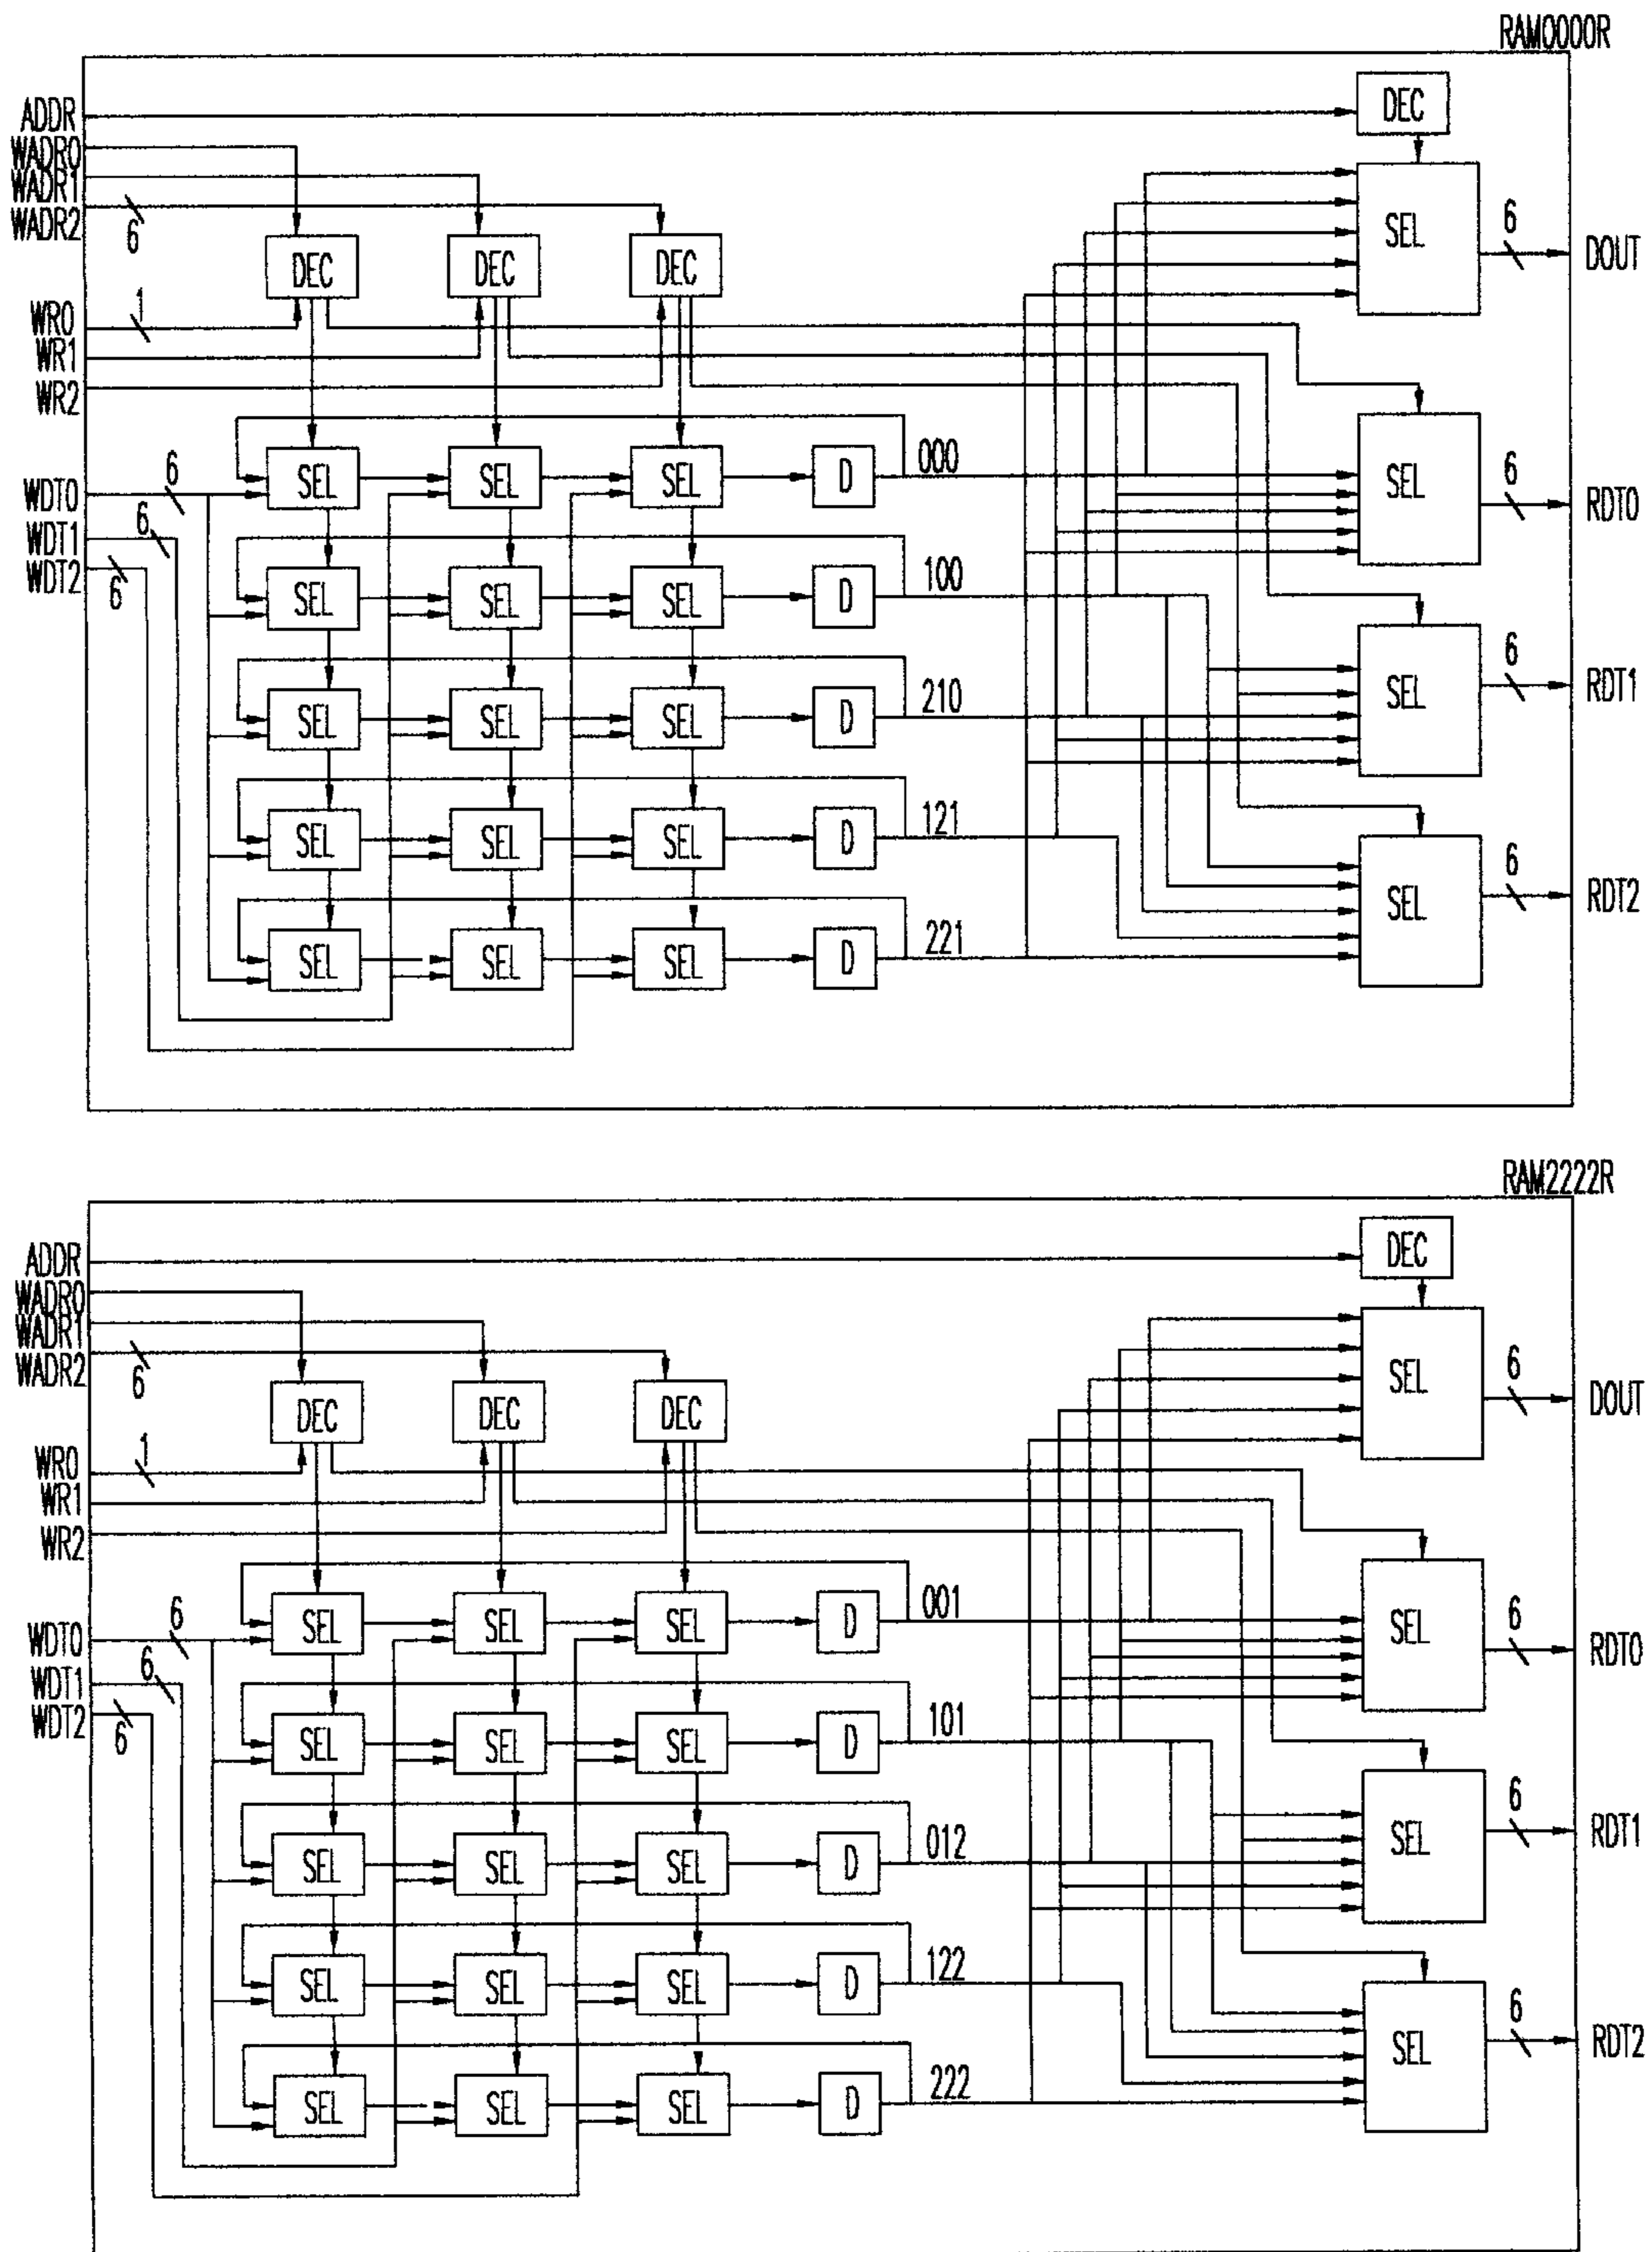 RAM0000R
ADDR
DEC
WADR0
WADR1
WADR2
6
SEL
6
DOUT
DEC
DEC
DEC
WR0
1
WR1
WR2
SEL
SEL
SEL
D
000
SEL
6
RDT0
WDT0
6
WDT1
6
WDT2
6
SEL
SEL
SEL
D
100
SEL
6
RDT1
SEL
SEL
SEL
D
210
SEL
SEL
SEL
D
121
SEL
6
RDT2
SEL
SEL
SEL
D
221
RAM2222R
ADDR
DEC
WADR0
WADR1
WADR2
6
SEL
6
DOUT
DEC
DEC
DEC
WR0
1
WR1
WR2
SEL
SEL
SEL
D
001
SEL
6
RDT0
WDT0
6
WDT1
6
WDT2
6
SEL
SEL
SEL
D
101
SEL
6
RDT1
SEL
SEL
SEL
D
012
SEL
SEL
SEL
D
122
SEL
6
RDT2
SEL
SEL
SEL
D
222